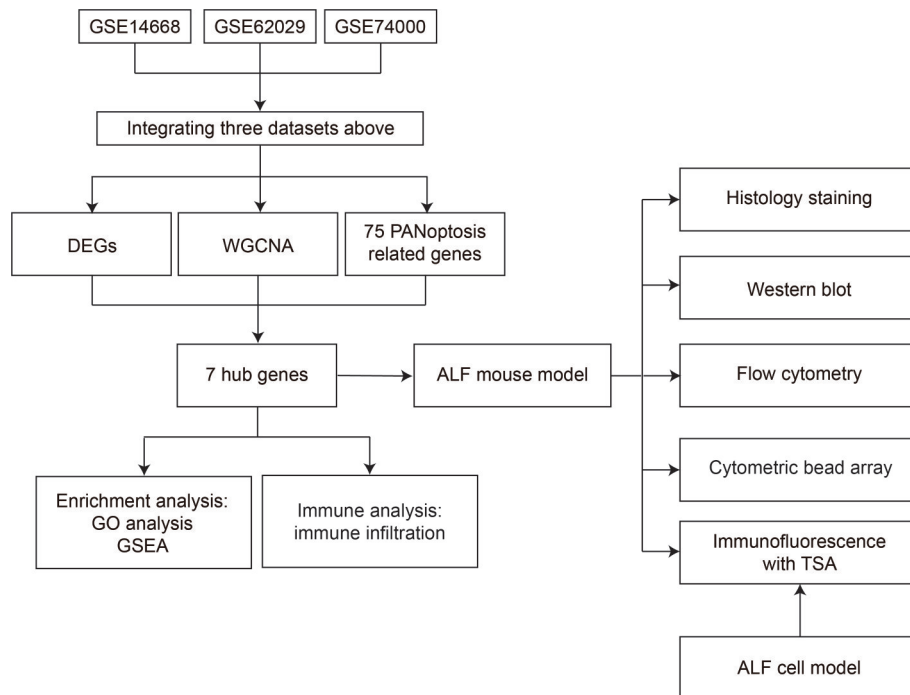 GSE14668
GSE62029
GSE74000
Integrating three datasets above
DEGs
WGCNA
75 PANoptosis
related genes
7 hub genes
ALF mouse model
Enrichment analysis:
GO analysis
GSEA
Immune analysis:
immune infiltration
Histology staining
Western blot
Flow cytometry
Cytometric bead array
Immunofluorescence
with TSA
ALF cell model